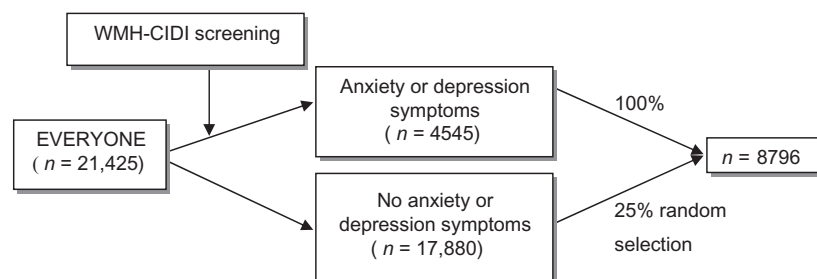 WMH-CIDI screening
EVERYONE
( n = 21,425)
Anxiety or depression
symptoms
( n = 4545)
100%
n = 8796
No anxiety or
depression symptoms
( n = 17,880)
25% random
selection